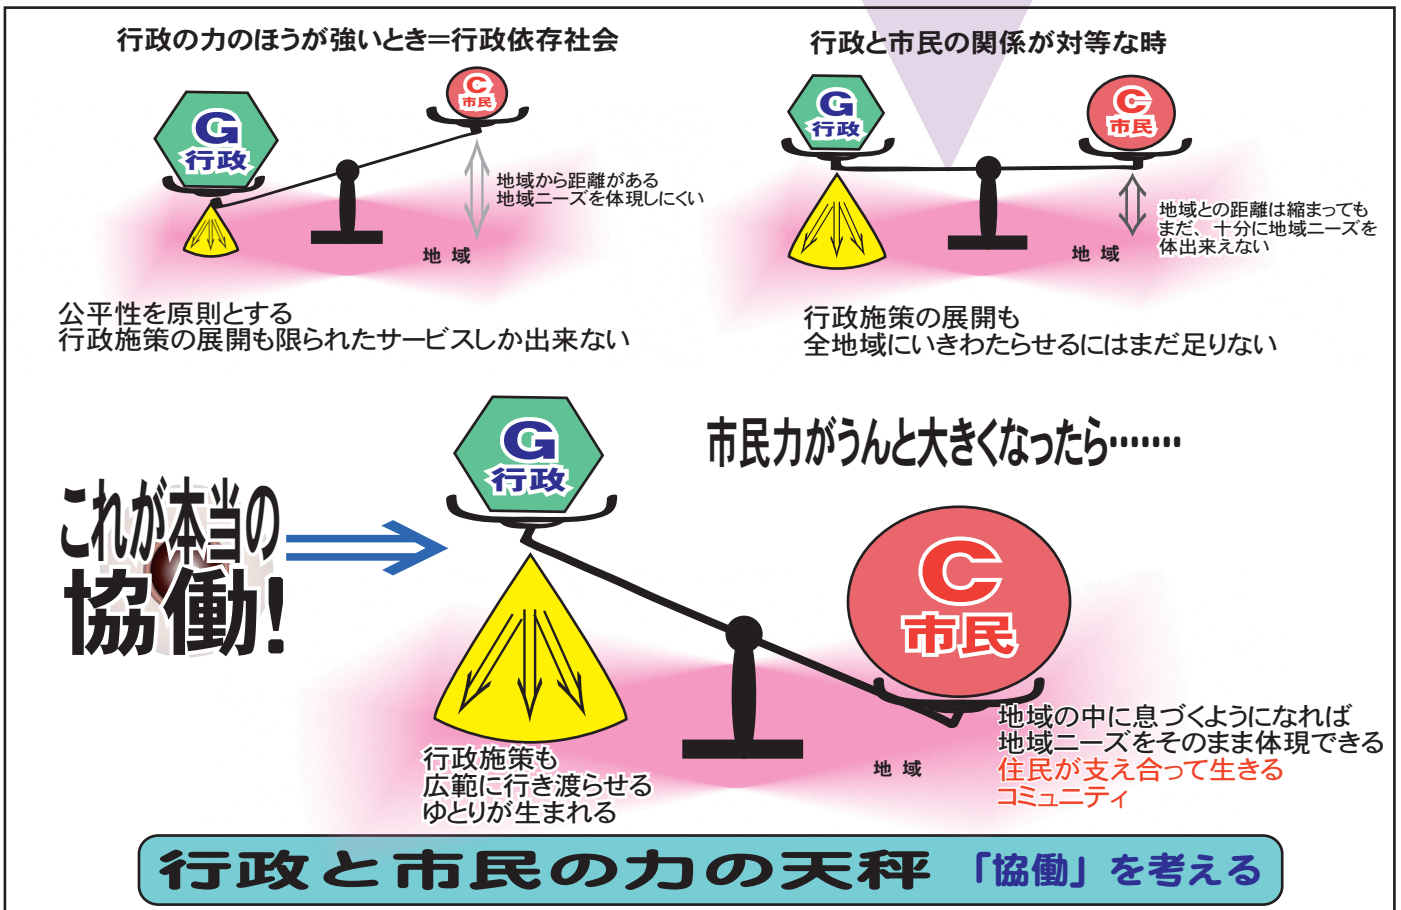 行政の力のほうが強いとき＝行政依存社会
G
行政
C
市民
地域から距離がある
地域ニーズを体現しにくい
地 域
公平性を原則とする
行政施策の展開も限られたサービスしか出来ない
行政と市民の関係が対等な時
G
行政
C
市民
地域との距離は縮まっても
まだ、十分に地域ニーズを
体出来えない
地 域
行政施策の展開も
全地域にいきわたらせるにはまだ足りない
市民力がうんと大きくなったら･･･････
これが本当の
協働!
G
行政
C
市民
行政施策も
広範に行き渡らせる
ゆとりが生まれる
地 域
地域の中に息づくようになれば
地域ニーズをそのまま体現できる
住民が支え合って生きる
コミュニティ
行政と市民の力の天秤 「協働」を考える